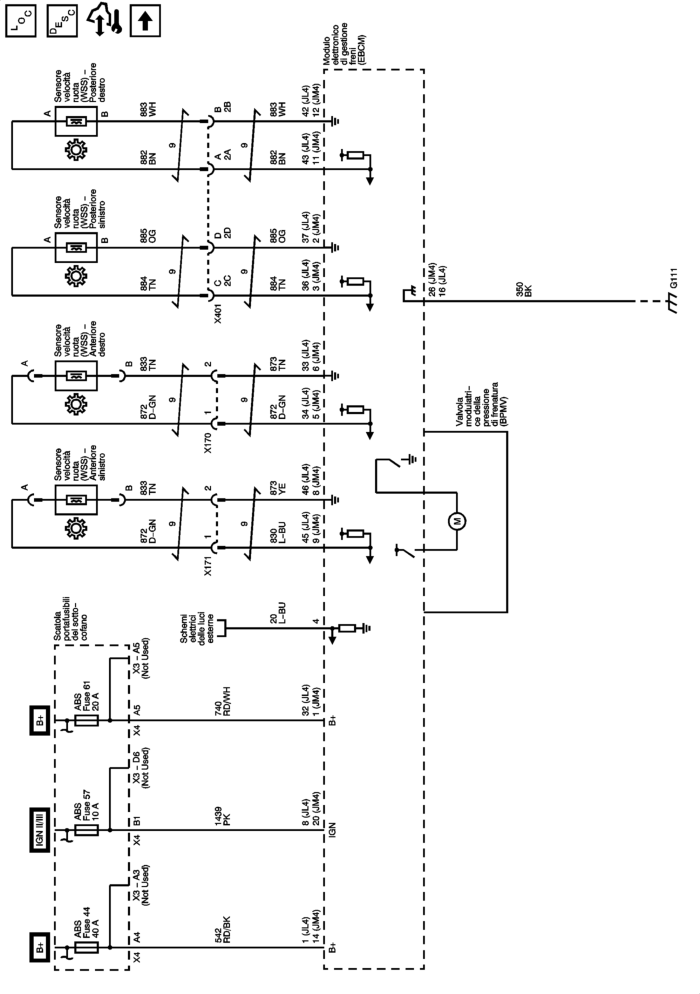 L O C
D E S C
B+
IGN II/III
B+
Scatola
portafusibili
del sotto-
cofano
ABS
Fuse 44
40 A
ABS
Fuse 57
10 A
ABS
Fuse 61
20 A
X4
A4
X3 – A3
(Not Used)
X4
B1
X3 – D6
(Not Used)
X4
A5
X3 – A5
(Not Used)
542
RD/BK
1439
PK
740
RD/WH
1 (JL4)
14 (JM4)
8 (JL4)
20 (JM4)
32 (JL4)
1 (JM4)
B+
IGN
B+
Schemi
elettrici
delle luci
esterne
20
L–BU
4
Sensore
velocità
ruota
(WSS) –
Anteriore
sinistro
A
B
872
D–GN
833
TN
9
1
2
X171
9
830
L–BU
873
YE
45 (JL4)
9 (JM4)
46 (JL4)
8 (JM4)
Sensore
velocità
ruota
(WSS) –
Anteriore
destro
A
B
872
D–GN
833
TN
9
1
2
X170
9
872
D–GN
873
TN
34 (JL4)
5 (JM4)
33 (JL4)
6 (JM4)
Sensore
velocità
ruota
(WSS) –
Posteriore
sinistro
A
B
884
TN
885
OG
9
C
2C
D
2D
X401
9
884
TN
885
OG
36 (JL4)
3 (JM4)
37 (JL4)
2 (JM4)
Sensore
velocità
ruota
(WSS) –
Posteriore
destro
A
B
882
BN
883
WH
9
A
2A
B
2B
9
882
BN
883
WH
43 (JL4)
11 (JM4)
42 (JL4)
12 (JM4)
Modulo
elettronico
di gestione
freni
(EBCM)
M
Valvola
modulatri-
ce della
pressione
di frenatura
(BPMV)
26 (JM4)
16 (JL4)
350
BK
G111